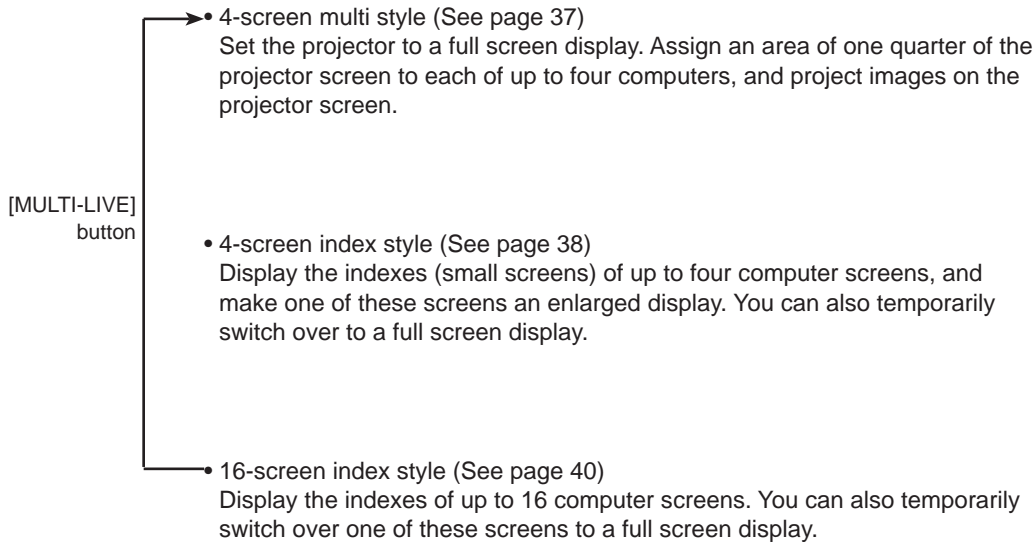 • 4-screen multi style (See page 37)
Set the projector to a full screen display. Assign an area of one quarter of the
projector screen to each of up to four computers, and project images on the
projector screen.
[MULTI-LIVE]
button
• 4-screen index style (See page 38)
Display the indexes (small screens) of up to four computer screens, and
make one of these screens an enlarged display. You can also temporarily
switch over to a full screen display.
• 16-screen index style (See page 40)
Display the indexes of up to 16 computer screens. You can also temporarily
switch over one of these screens to a full screen display.